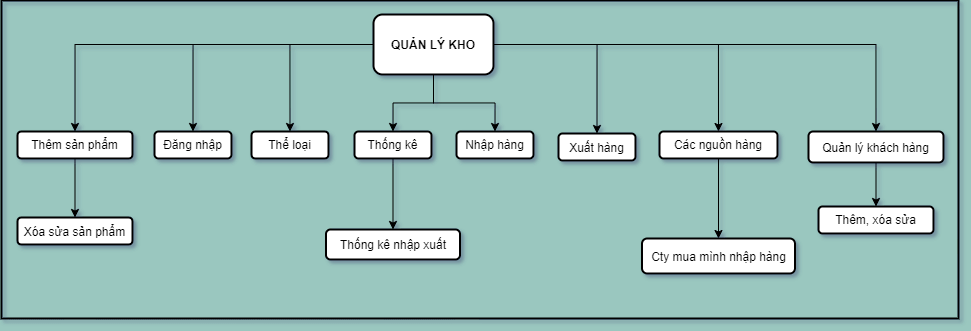 QUẢN LÝ KHO
Thêm sản phẩm
Đăng nhập
Thể loại
Thống kê
Nhập hàng
Xuất hàng
Các nguồn hàng
Quản lý khách hàng
Xóa sửa sản phẩm
Thống kê nhập xuất
Cty mua mình nhập hàng
Thêm, xóa sửa